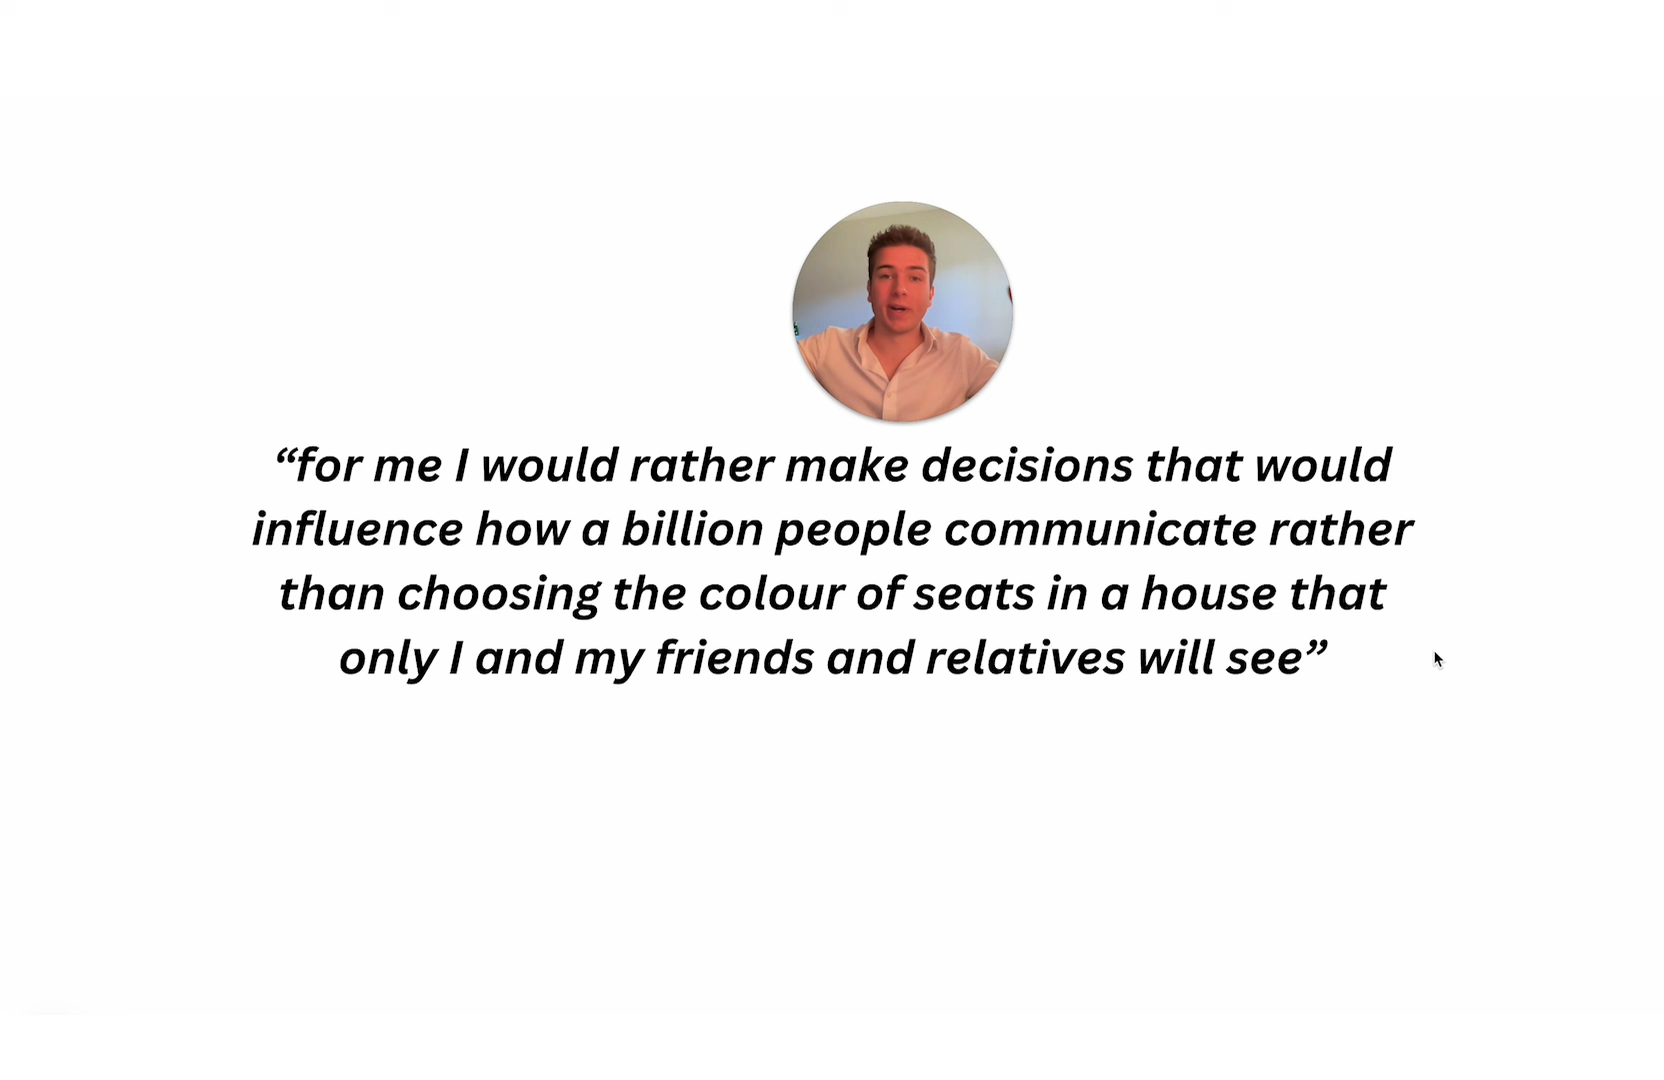 “for me I would rather make decisions that would
influence how a billion people communicate rather
than choosing the colour of seats in a house that
only I and my friends and relatives will see”